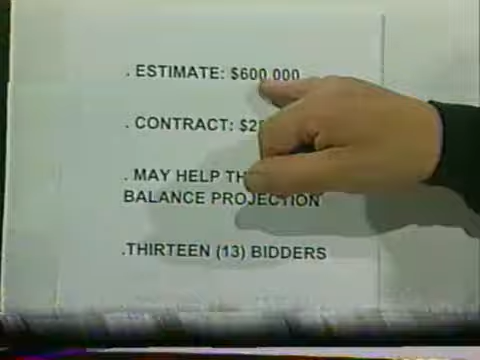 . ESTIMATE: $600,000
. CONTRACT: $2
. MAY HELP TH
BALANCE PROJECTION
.THIRTEEN (13) BIDDERS